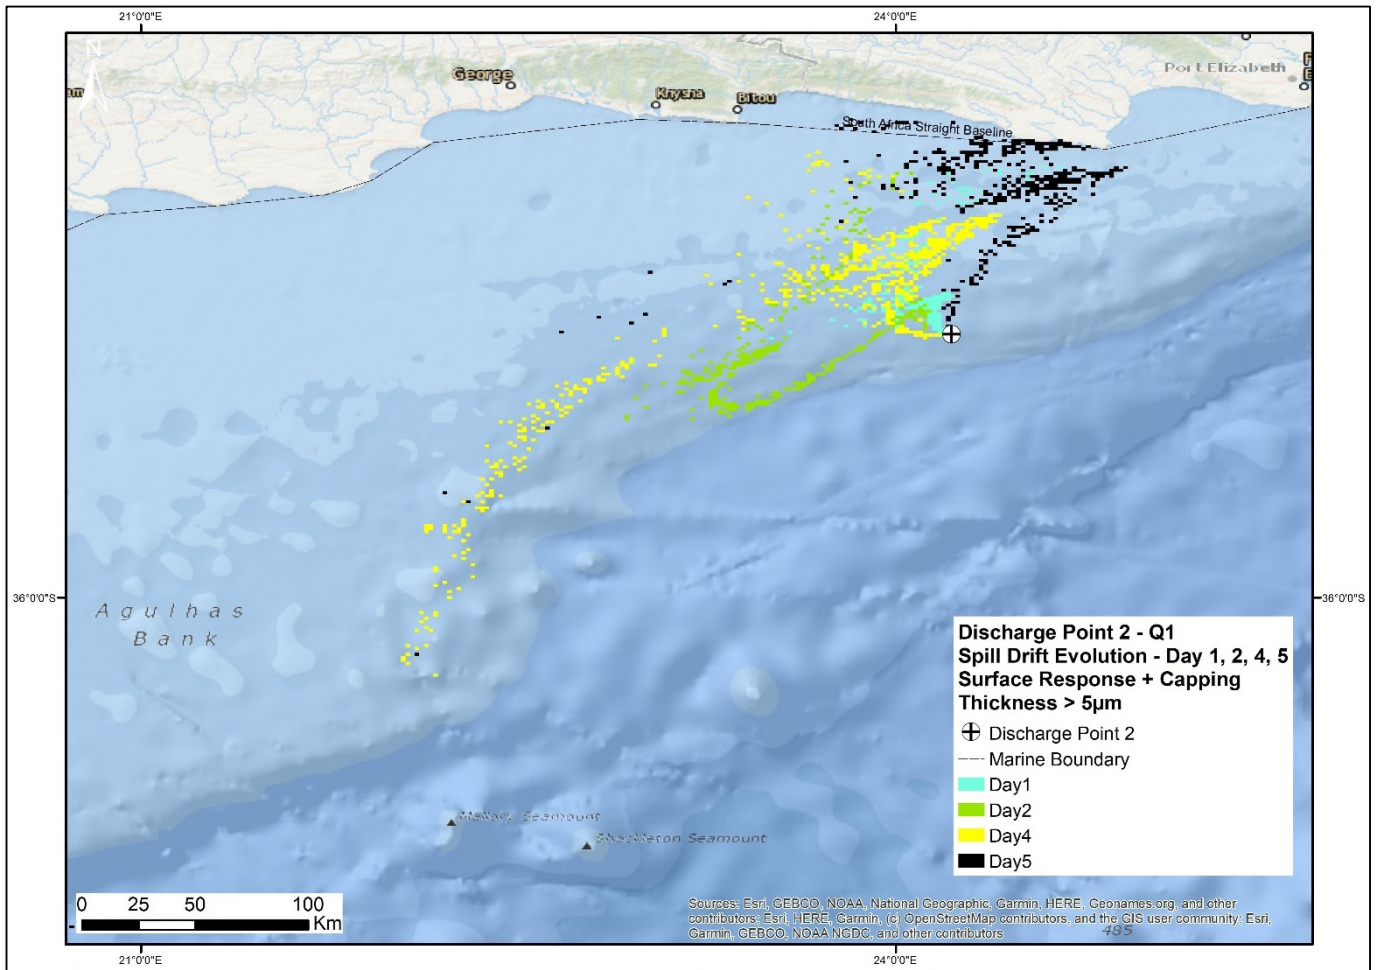 21°0'0"E
24°0'0"E
N
George
Knysna
Bitou
Port Elizabeth
am
South Africa Straight Baseline
36°0'0"S
36°0'0"S
Agulhas
Bank
Discharge Point 2 - Q1
Spill Drift Evolution - Day 1, 2, 4, 5
Surface Response + Capping
Thickness > 5µm
Discharge Point 2
Marine Boundary
Day1
Day2
Day4
Day5
Mallory Seamount
Shackleton Seamount
0 25 50 100
Km
Sources: Esri, GEBCO, NOAA, National Geographic, Garmin, HERE, Geonames.org, and other
contributors; Esri, HERE, Garmin, (c) OpenStreetMap contributors, and the GIS user community; Esri,
Garmin, GEBCO, NOAA NGDC, and other contributors
485
21°0'0"E
24°0'0"E